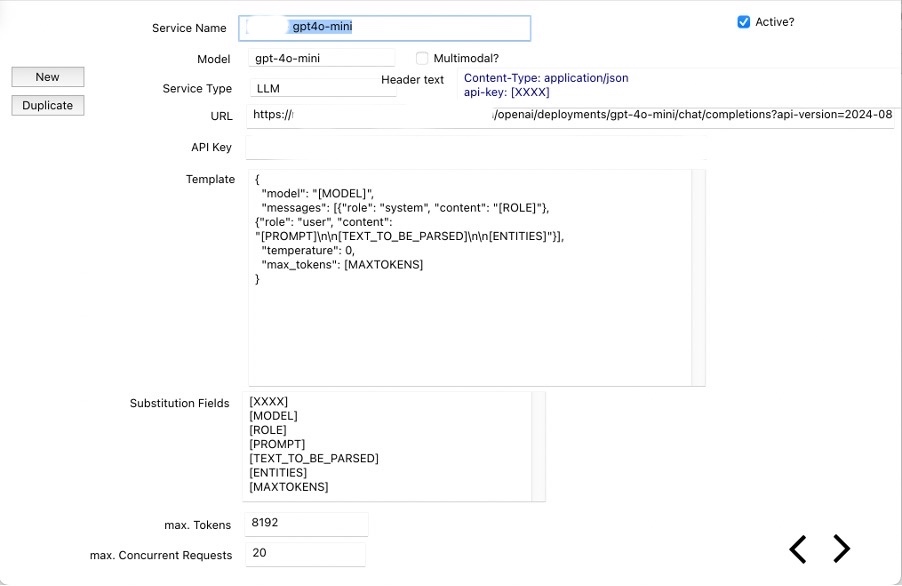 Service Name gpt4o-mini
Active?
Model gpt-4o-mini Multimodal?
New
Service Type LLM
Header text Content-Type: application/json
api-key: [XXXX]
Duplicate
URL https:// /openai/deployments/gpt-4o-mini/chat/completions?api-version=2024-08
API Key
Template {
"model": "[MODEL]",
"messages": [{"role": "system", "content": "[ROLE]"},
{"role": "user", "content":
"[PROMPT]\n\n[TEXT_TO_BE_PARSED]\n\n[ENTITIES]"}],
"temperature": 0,
"max_tokens": [MAXTOKENS]
}
Substitution Fields [XXXX]
[MODEL]
[ROLE]
[PROMPT]
[TEXT_TO_BE_PARSED]
[ENTITIES]
[MAXTOKENS]
max. Tokens 8192
max. Concurrent Requests 20